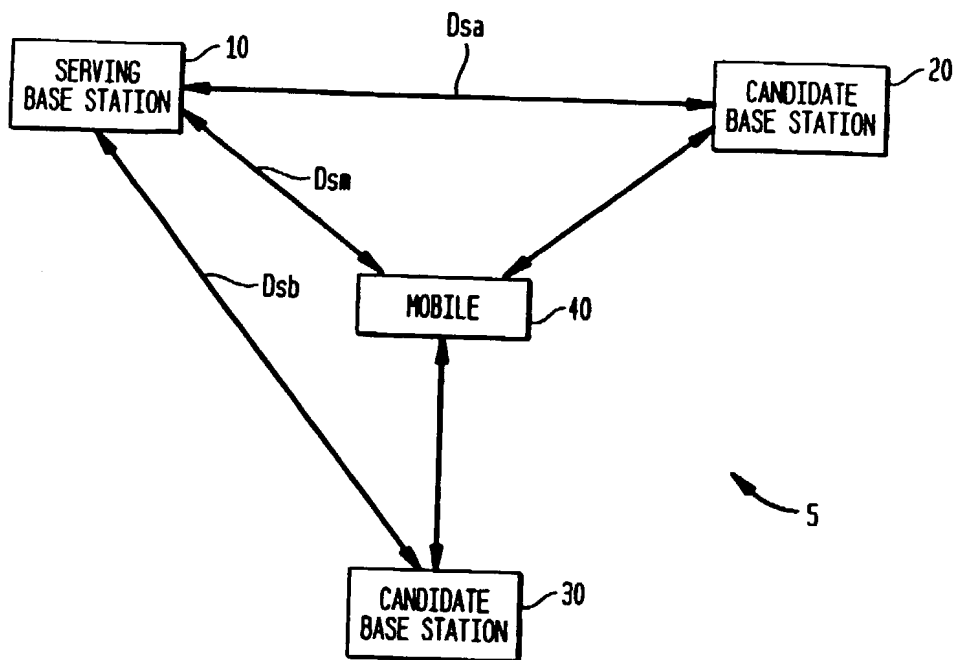 Dsa
10
SERVING
BASE STATION
20
CANDIDATE
BASE STATION
Dsm
Dsb
MOBILE
40
5
30
CANDIDATE
BASE STATION